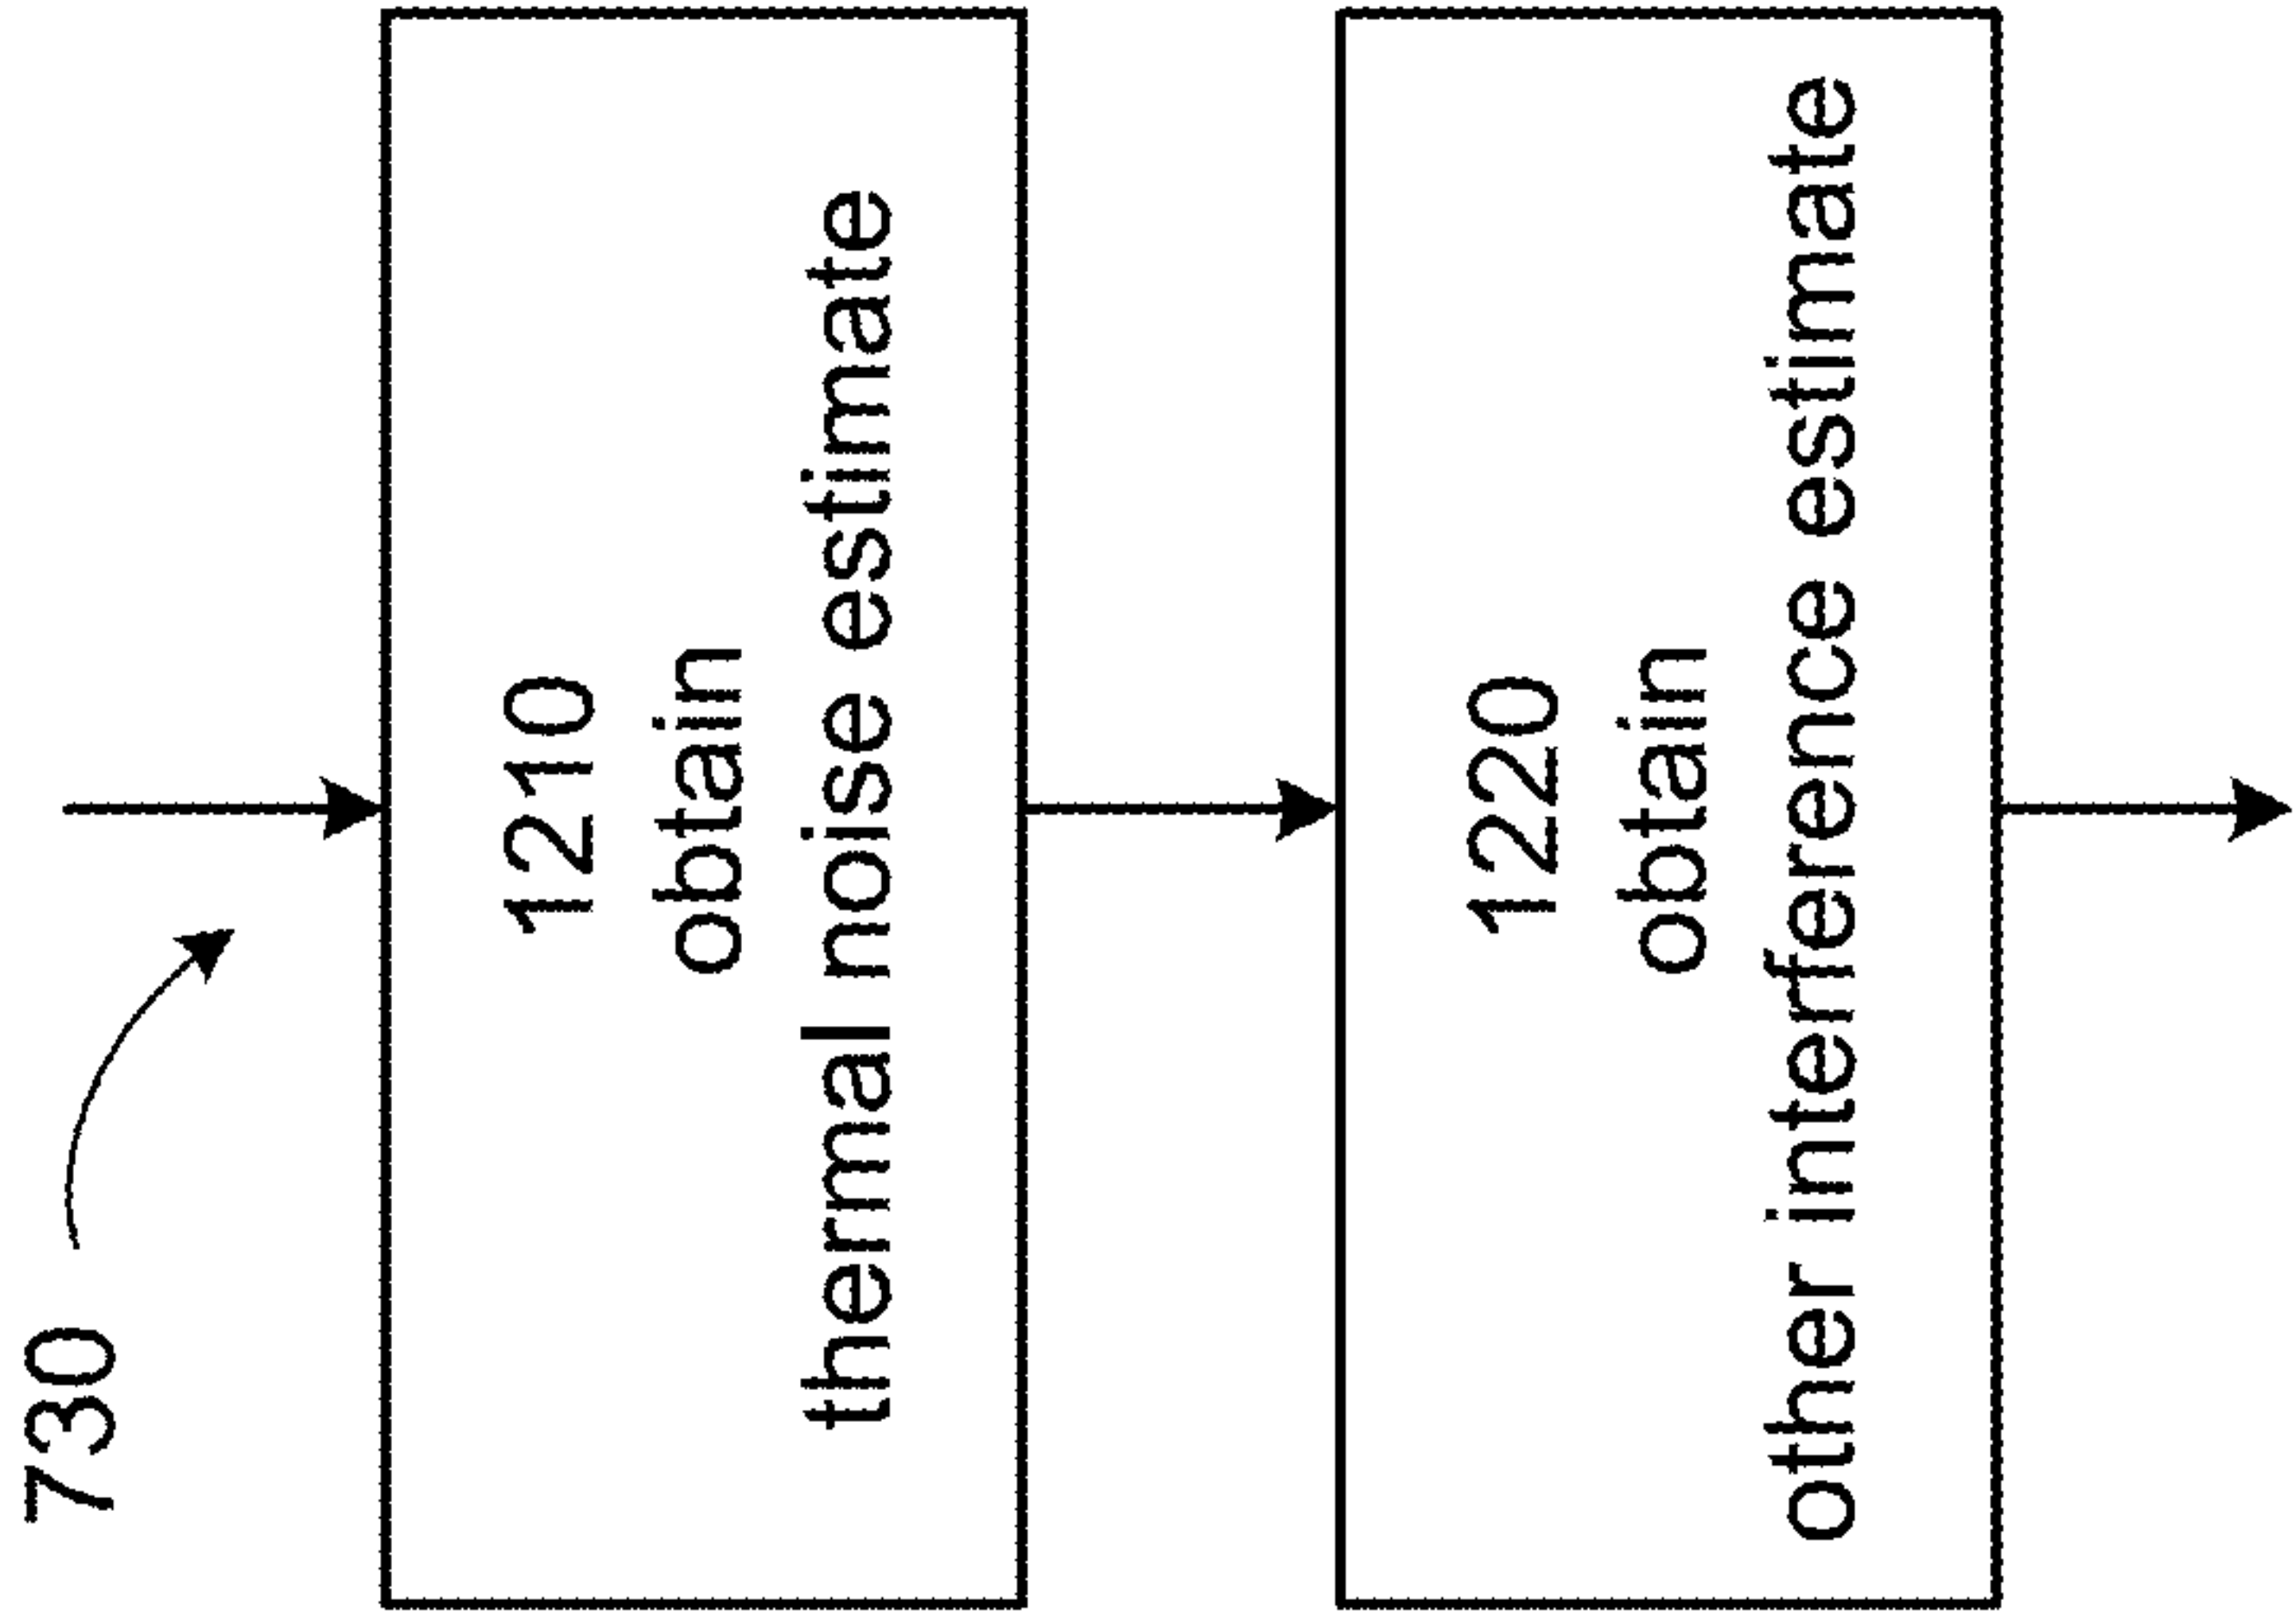 730
1210
obtain
thermal noise estimate
1220
obtain
other interference estimate